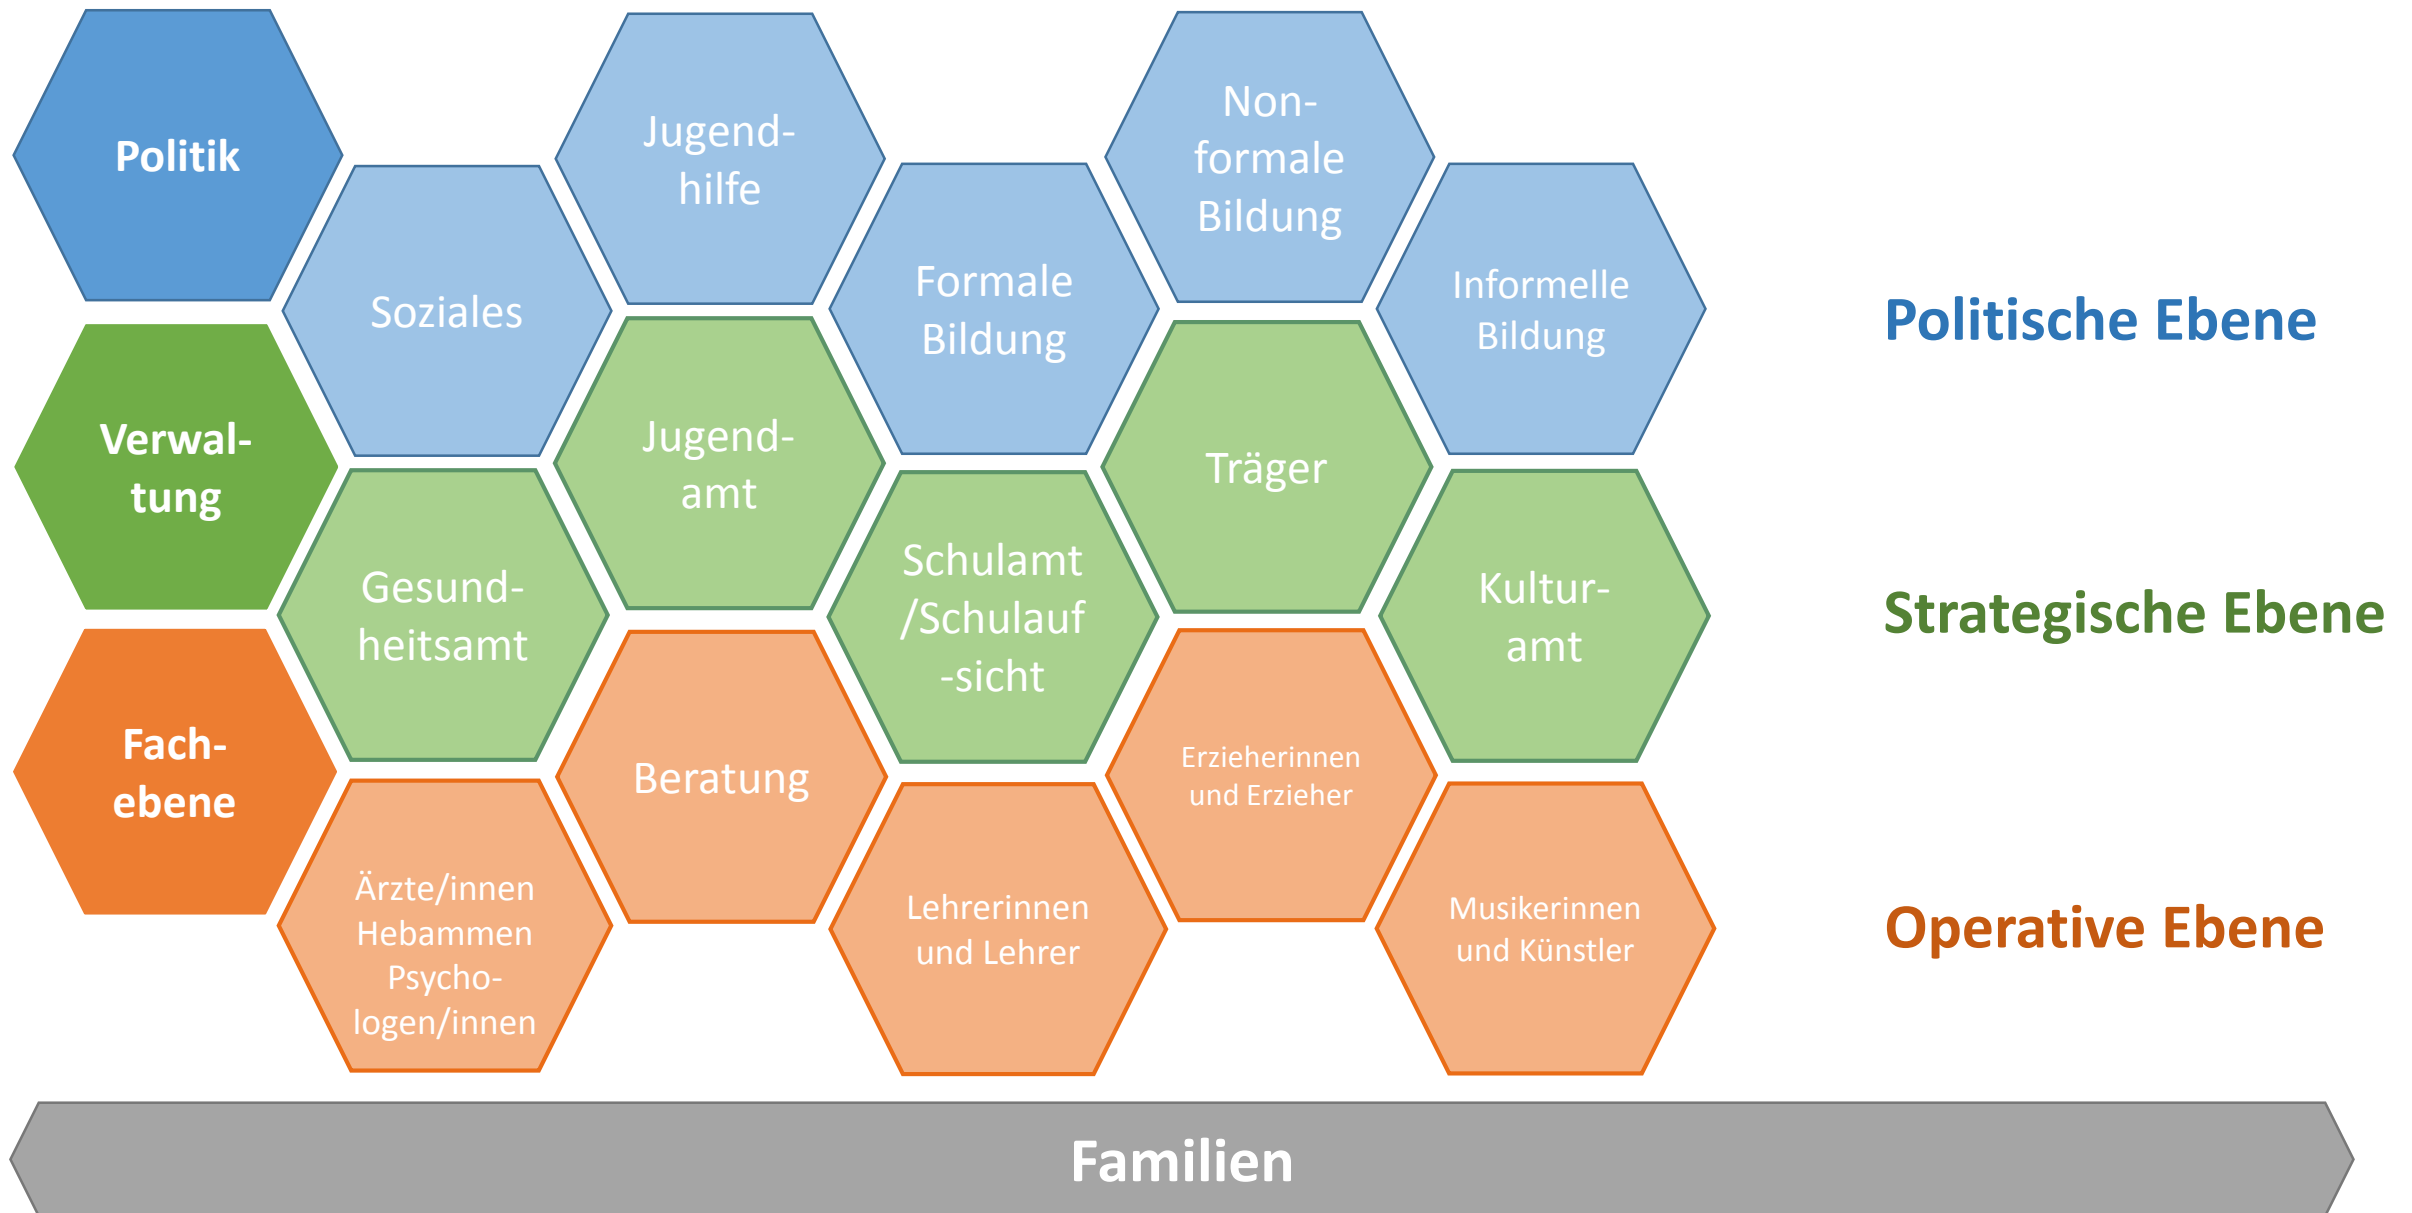 Politik
Soziales
Jugend-
hilfe
Formale
Bildung
Non-
formale
Bildung
Informelle
Bildung
Politische Ebene
Verwal-
tung
Gesund-
heitsamt
Jugend-
amt
Schulamt
/Schulauf
-sicht
Träger
Kultur-
amt
Strategische Ebene
Fach-
ebene
Ärzte/innen
Hebammen
Psycho-
logen/innen
Beratung
Lehrerinnen
und Lehrer
Erzieherinnen
und Erzieher
Musikerinnen
und Künstler
Operative Ebene
Familien